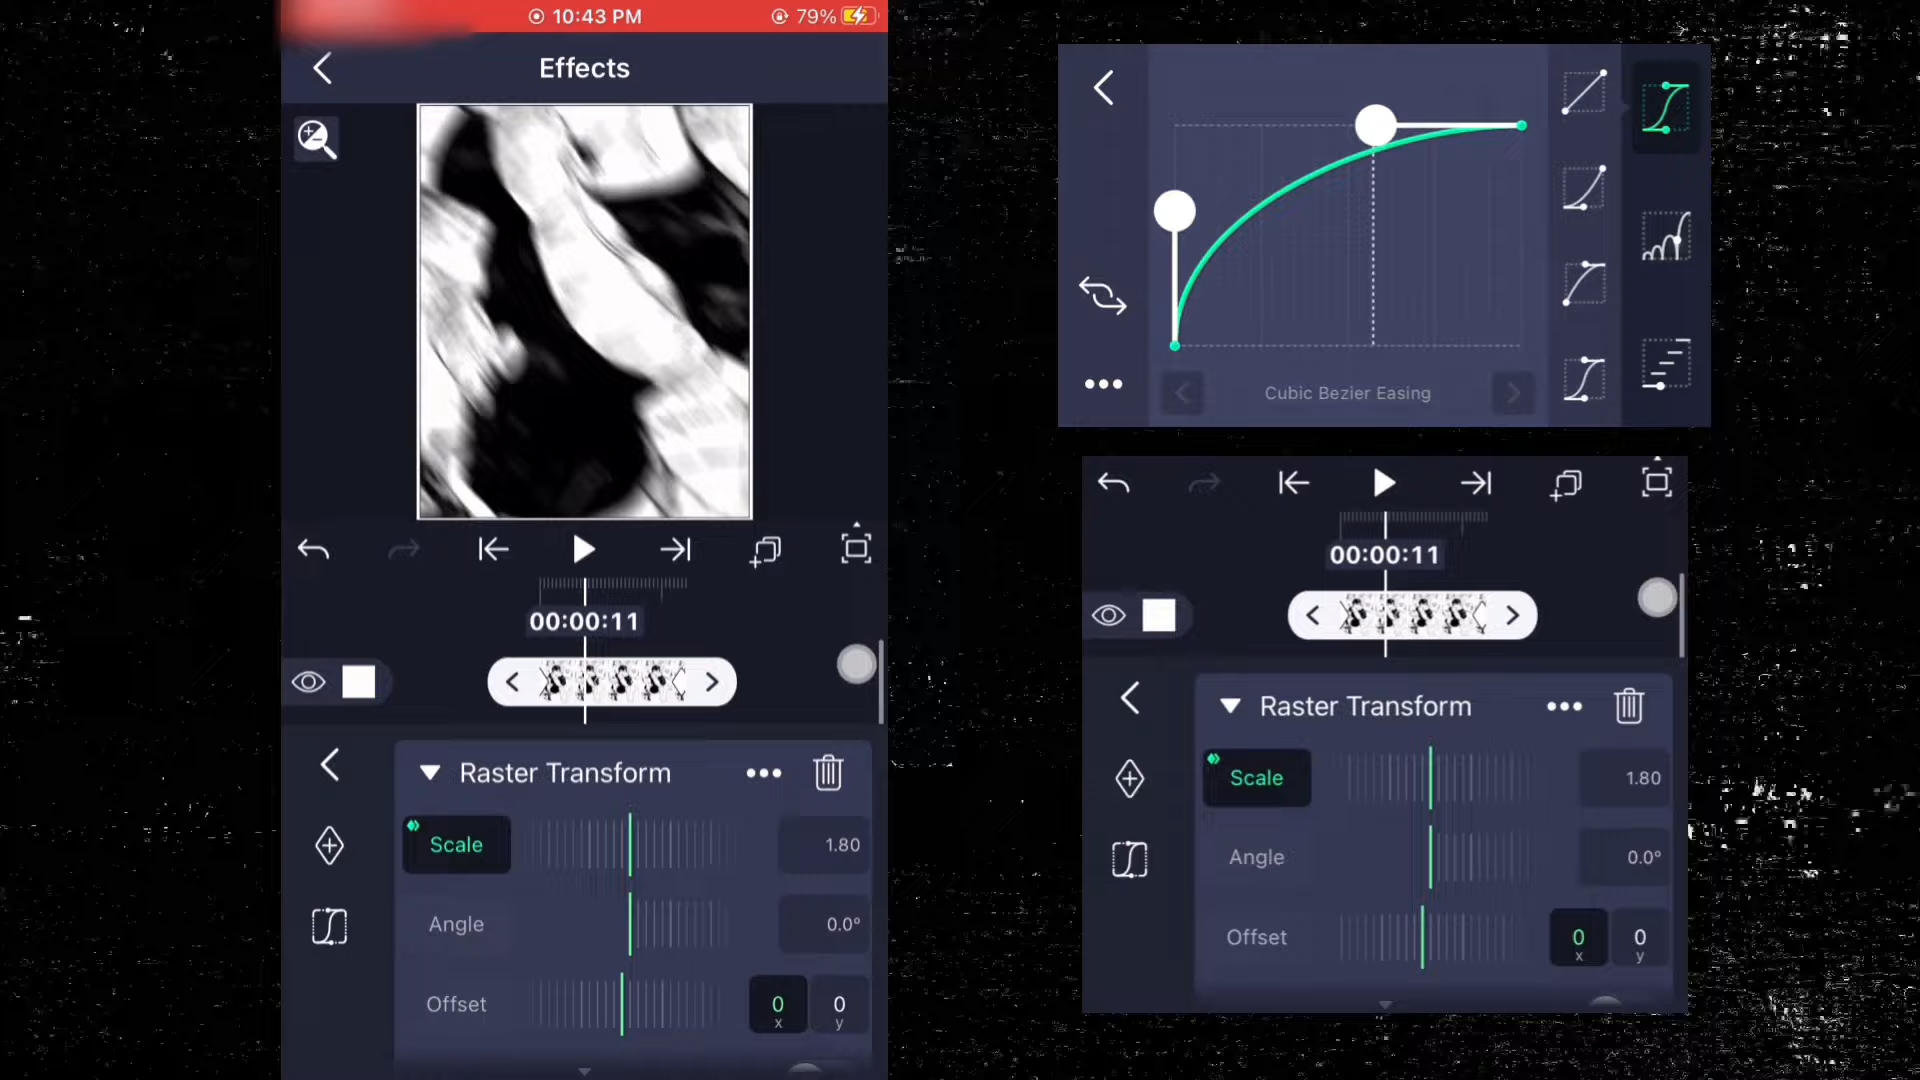 10:43 PM
79%
Effects
00:00:11
Raster Transform
Scale
1.80
Angle
0.0°
Offset
0
x
0
y
Cubic Bezier Easing
00:00:11
Raster Transform
Scale
1.80
Angle
0.0°
Offset
0
x
0
y